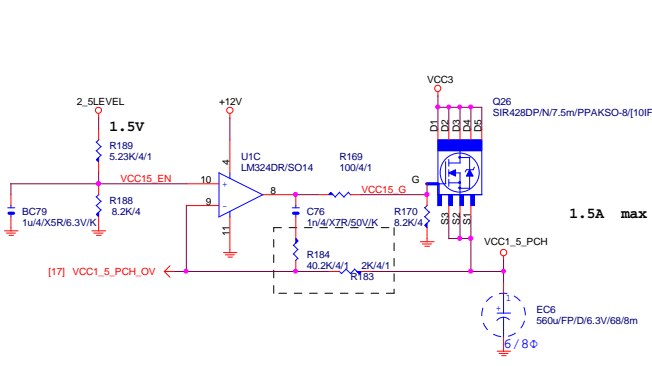 VCC3
Q26
SIR428DP/N/7.5m/PPAKSO-8/[10IF
2_5LEVEL
+12V
1.5V
D1
D2
D3
D4
D5
R189
5.23K/4/1
U1C
LM324DR/SO14
R169
100/4/1
4
VCC15_EN
10
+
9
-
8
11
VCC15_G
G
R188
8.2K/4
BC79
1u/4/X5R/6.3V/K
C76
1n/4/X7R/50V/K
R170
8.2K/4
S3
S2
S1
1.5A max
VCC1_5_PCH
R184
40.2K/4/1
2K/4/1
R183
[17] VCC1_5_PCH_OV
1
+
EC6
560u/FP/D/6.3V/68/8m
6/8Φ